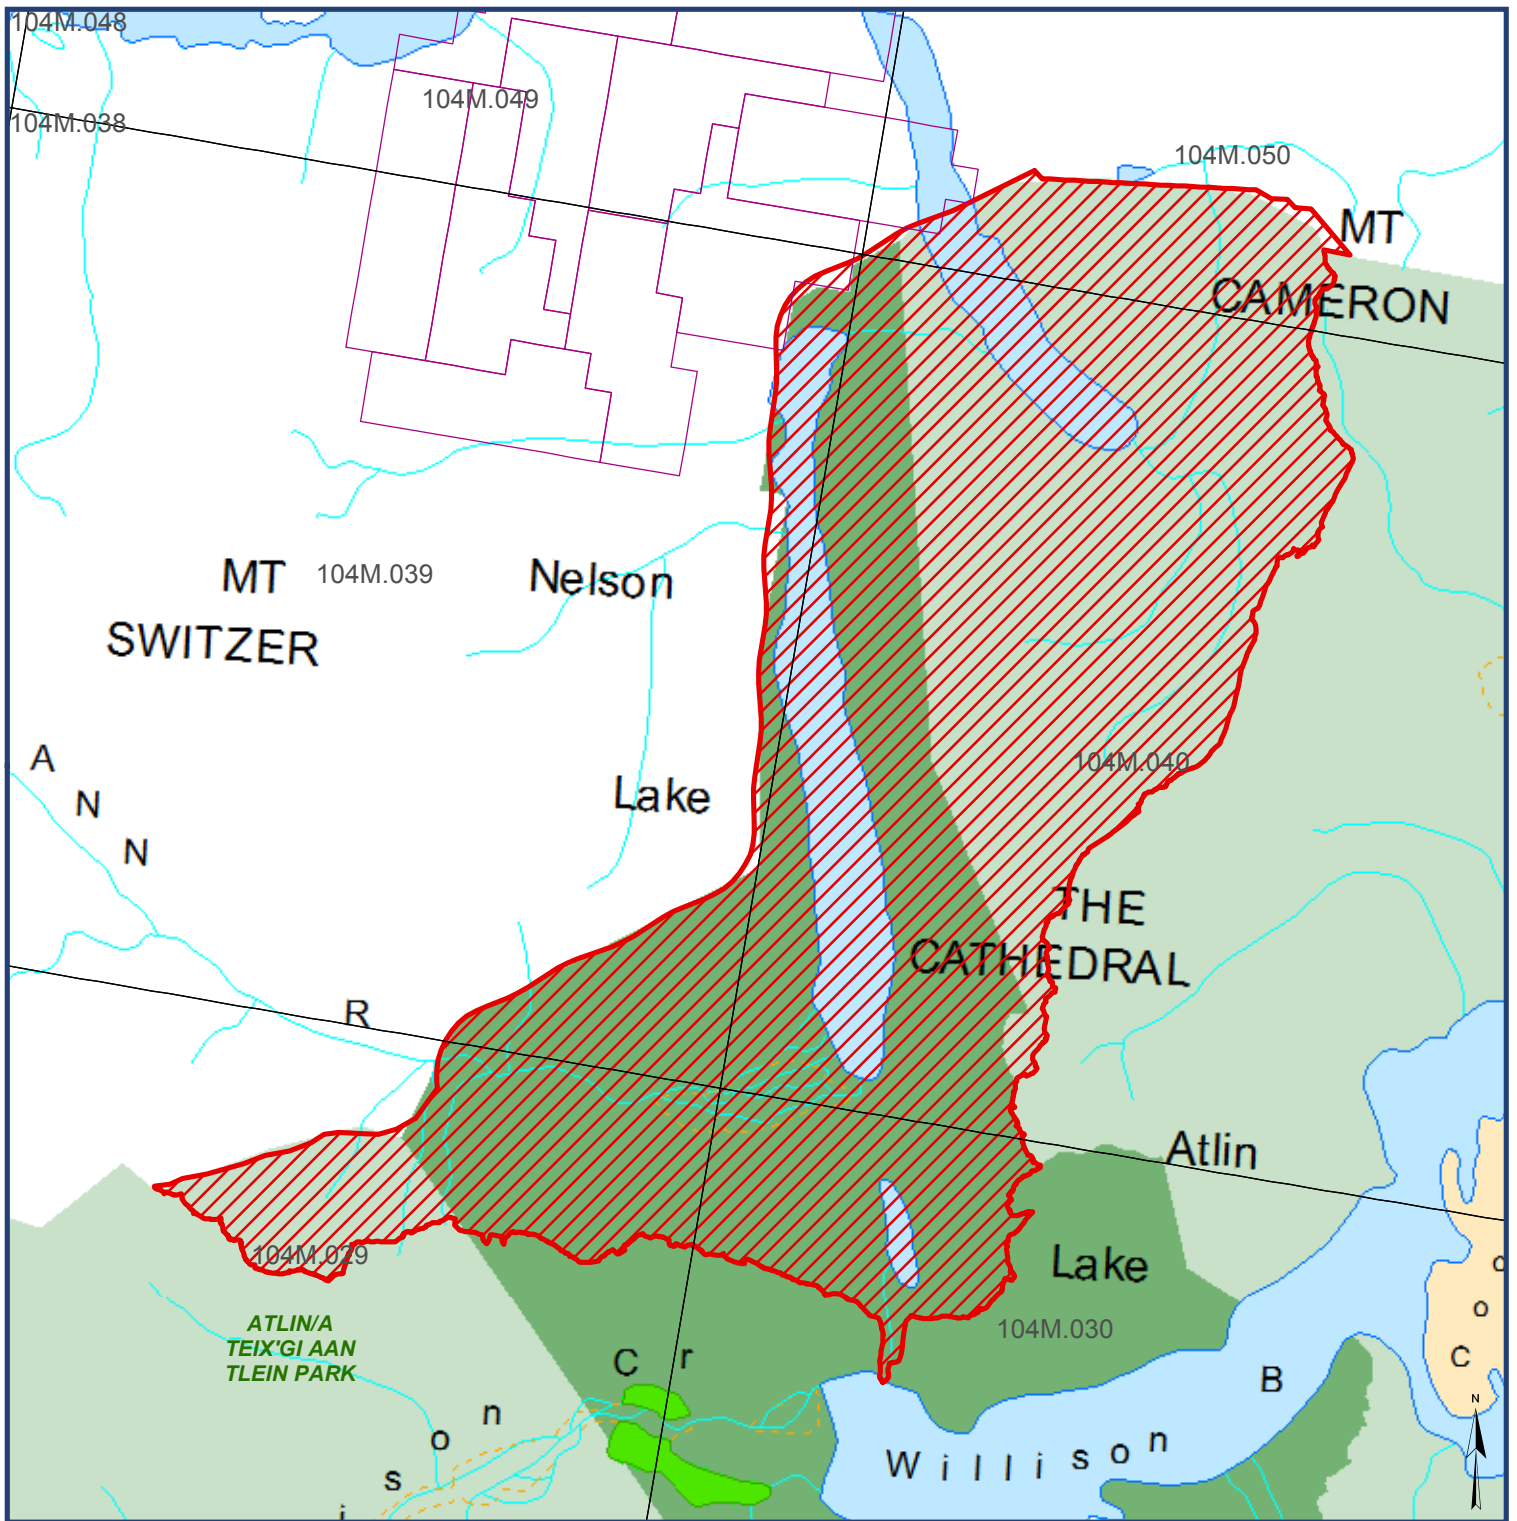 104M.048
104M.049
104M.038
104M.050
MT
CAMERON
MT
104M.039
Nelson
SWITZER
A
N
N
Lake
104M.040
THE
CATHEDRAL
R
Atlin
104M.029
Lake
104M.030
ATLIN/A
TEIX'GI AAN
TLEIN PARK
o
o
C
C r
B
N
i s o n
W i l l i s o n